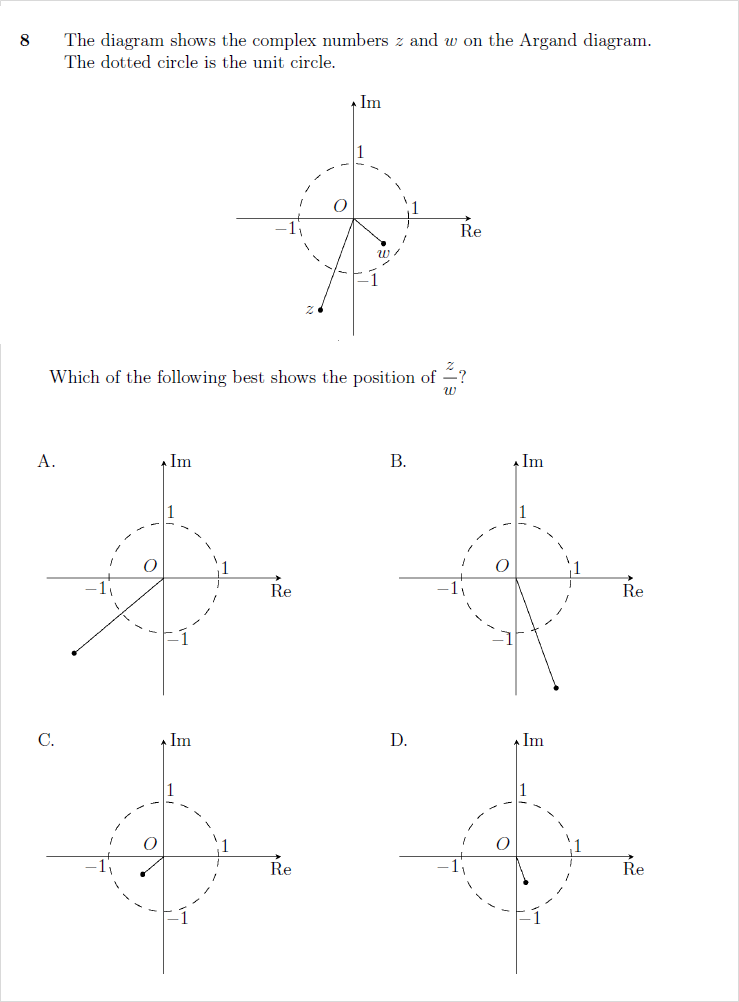 8 The diagram shows the complex numbers z and w on the Argand diagram.
The dotted circle is the unit circle.
Im
1
O
1
−1
Re
w
−1
z
Which of the following best shows the position of z/w?
A.
Im
1
O
1
−1
Re
−1
B.
Im
1
O
1
−1
Re
−1
C.
Im
1
O
1
−1
Re
−1
D.
Im
1
O
1
−1
Re
−1